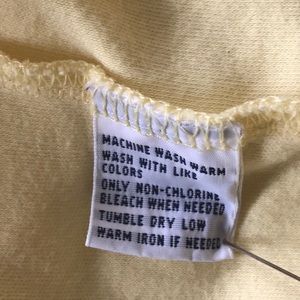 MACHINE WASH WARM
WASH WITH LIKE
COLORS
ONLY NON-CHLORINE
BLEACH WHEN NEEDED
TUMBLE DRY LOW
WARM IRON IF NEEDED